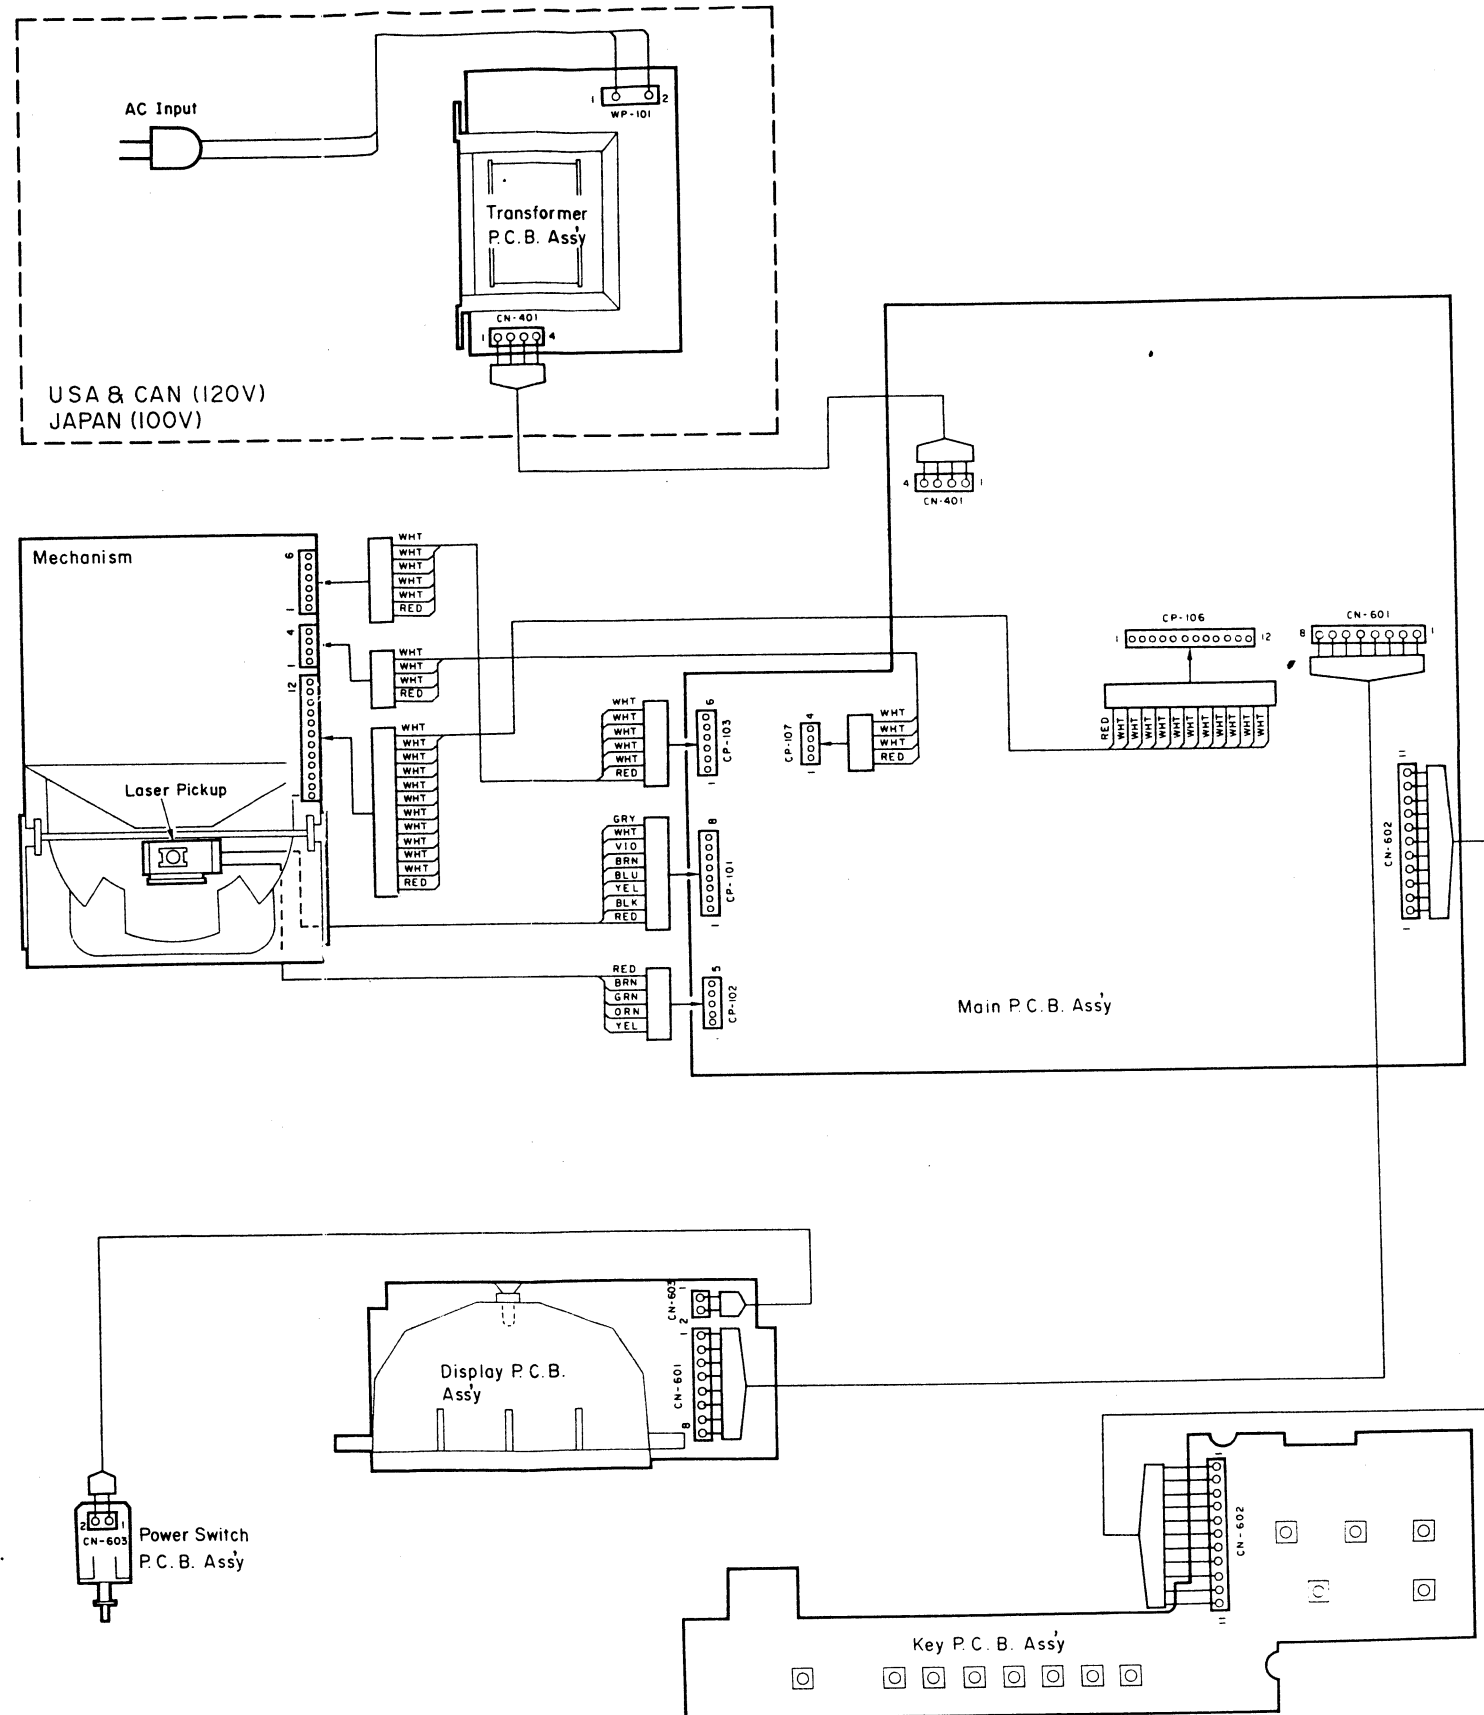 AC Input
1
2
WP-101
Transformer
P.C.B. Ass'y
CN-401
1
4
USA & CAN (120V)
JAPAN (100V)
4
1
CN-401
Mechanism
6
1
4
1
12
1
WHT
WHT
WHT
WHT
WHT
RED
WHT
WHT
WHT
RED
WHT
WHT
WHT
WHT
WHT
WHT
WHT
WHT
WHT
WHT
WHT
RED
Laser Pickup
WHT
WHT
WHT
WHT
WHT
RED
6
CP-103
1
4
CP-107
1
WHT
WHT
WHT
RED
CP-106
1
12
RED
WHT
WHT
WHT
WHT
WHT
WHT
WHT
WHT
WHT
WHT
CN-601
8
1
11
CN-602
1
GRY
WHT
VIO
BRN
BLU
YEL
BLK
RED
8
CP-101
1
RED
BRN
GRN
ORN
YEL
5
CP-102
Main P.C.B. Ass'y
CN-603
1
2
1
CN-601
8
Display P.C.B.
Ass'y
2
1
CN-603
Power Switch
P.C.B. Ass'y
1
CN-602
11
Key P.C.B. Ass'y